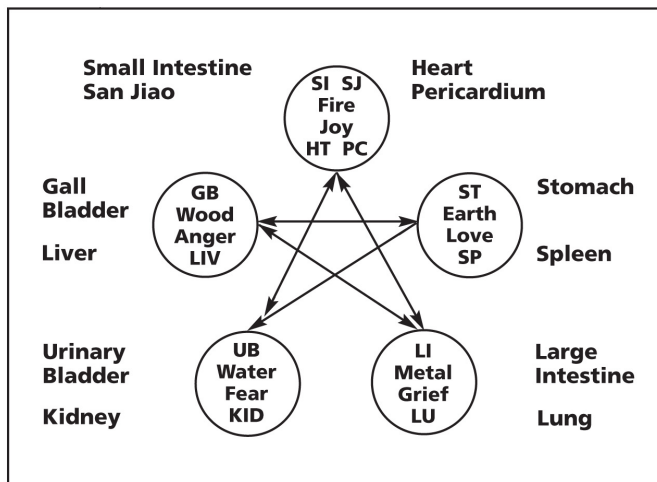 Small Intestine
San Jiao
SI SJ
Fire
Joy
HT PC
Heart
Pericardium
Gall
Bladder
Liver
GB
Wood
Anger
LIV
ST
Earth
Love
SP
Stomach
Spleen
Urinary
Bladder
Kidney
UB
Water
Fear
KID
LI
Metal
Grief
LU
Large
Intestine
Lung